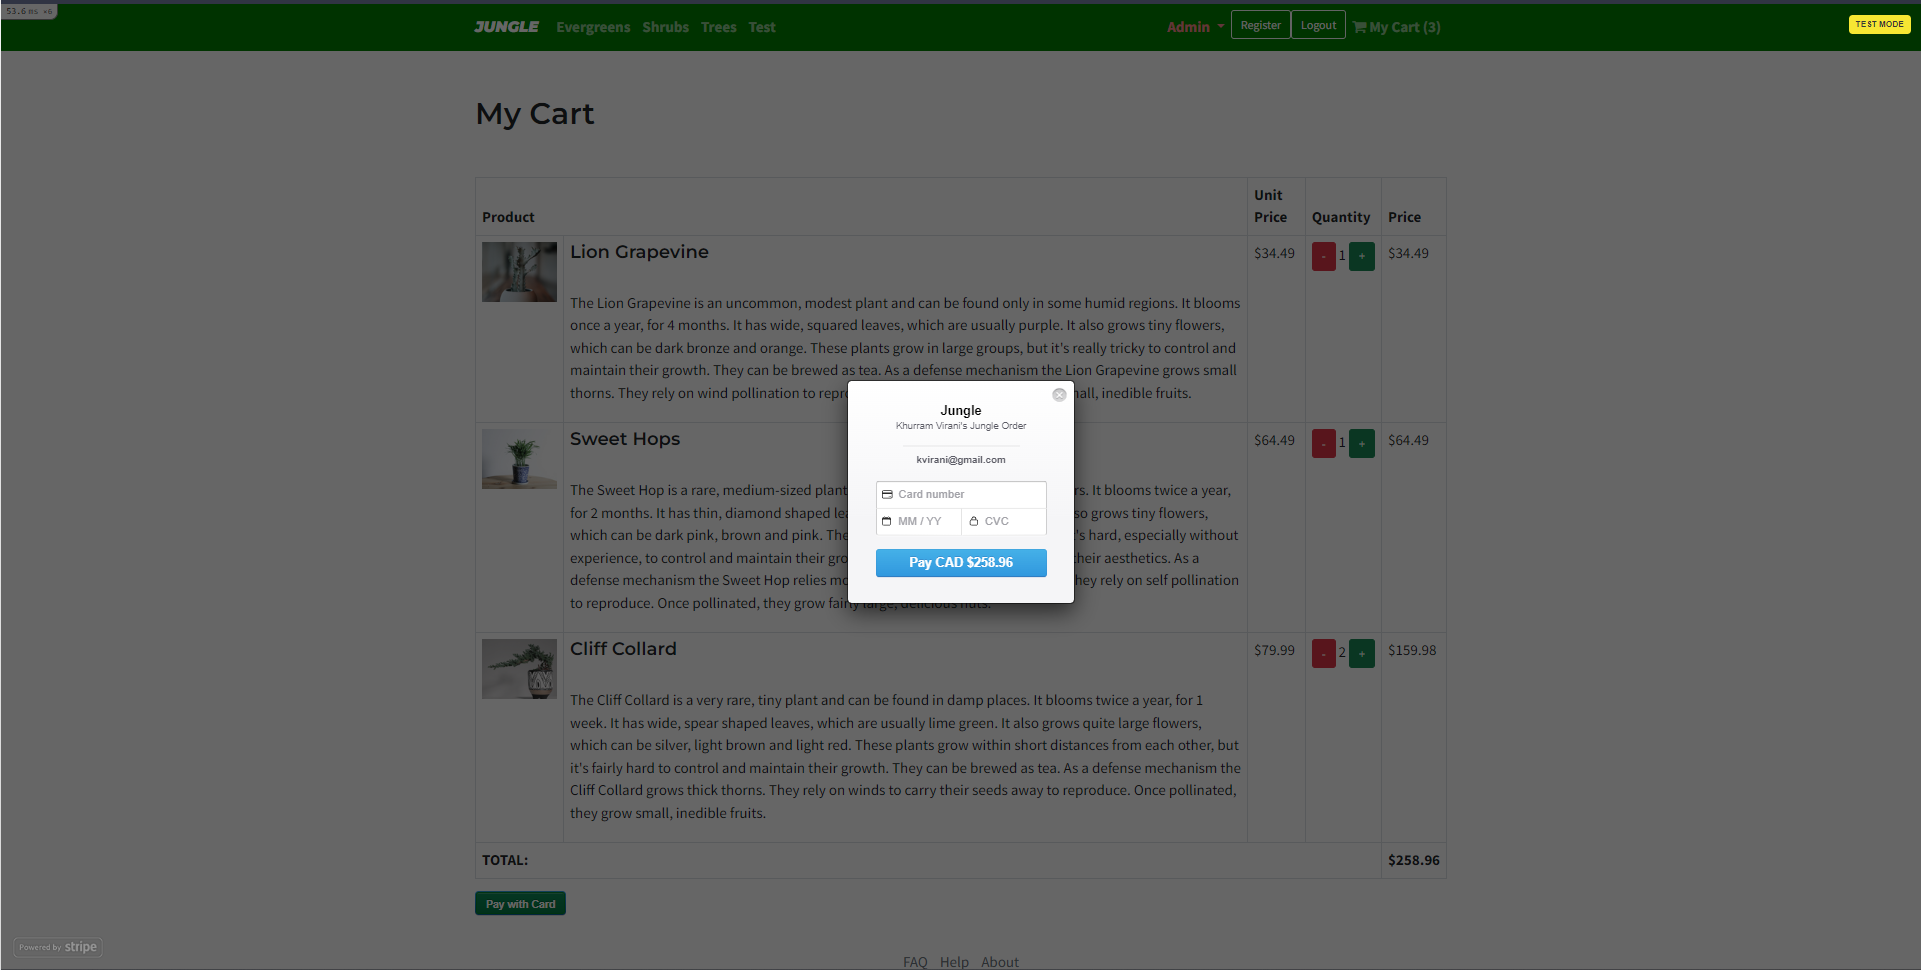 53.6 ms ×6
JUNGLE Evergreens Shrubs Trees Test Admin Register Logout My Cart (3) TEST MODE
My Cart
Product Unit Price Quantity Price
Lion Grapevine $34.49 - 1 + $34.49
The Lion Grapevine is an uncommon, modest plant and can be found only in some humid regions. It blooms
once a year, for 4 months. It has wide, squared leaves, which are usually purple. It also grows tiny flowers,
which can be dark bronze and orange. These plants grow in large groups, but it's really tricky to control and
maintain their growth. They can be brewed as tea. As a defense mechanism the Lion Grapevine grows small
thorns. They rely on wind pollination to repr all, inedible fruits.
Sweet Hops $64.49 - 1 + $64.49
The Sweet Hop is a rare, medium-sized plant rs. It blooms twice a year,
for 2 months. It has thin, diamond shaped lea so grows tiny flowers,
which can be dark pink, brown and pink. The 's hard, especially without
experience, to control and maintain their gro heir aesthetics. As a
defense mechanism the Sweet Hop relies mo hey rely on self pollination
to reproduce. Once pollinated, they grow fairly large, delicious nuts.
Jungle
Khurram Virani's Jungle Order
kvirani@gmail.com
Card number
MM / YY CVC
Pay CAD $258.96
Cliff Collard $79.99 - 2 + $159.98
The Cliff Collard is a very rare, tiny plant and can be found in damp places. It blooms twice a year, for 1
week. It has wide, spear shaped leaves, which are usually lime green. It also grows quite large flowers,
which can be silver, light brown and light red. These plants grow within short distances from each other, but
it's fairly hard to control and maintain their growth. They can be brewed as tea. As a defense mechanism the
Cliff Collard grows thick thorns. They rely on winds to carry their seeds away to reproduce. Once pollinated,
they grow small, inedible fruits.
TOTAL: $258.96
Pay with Card
Powered by stripe
FAQ Help About